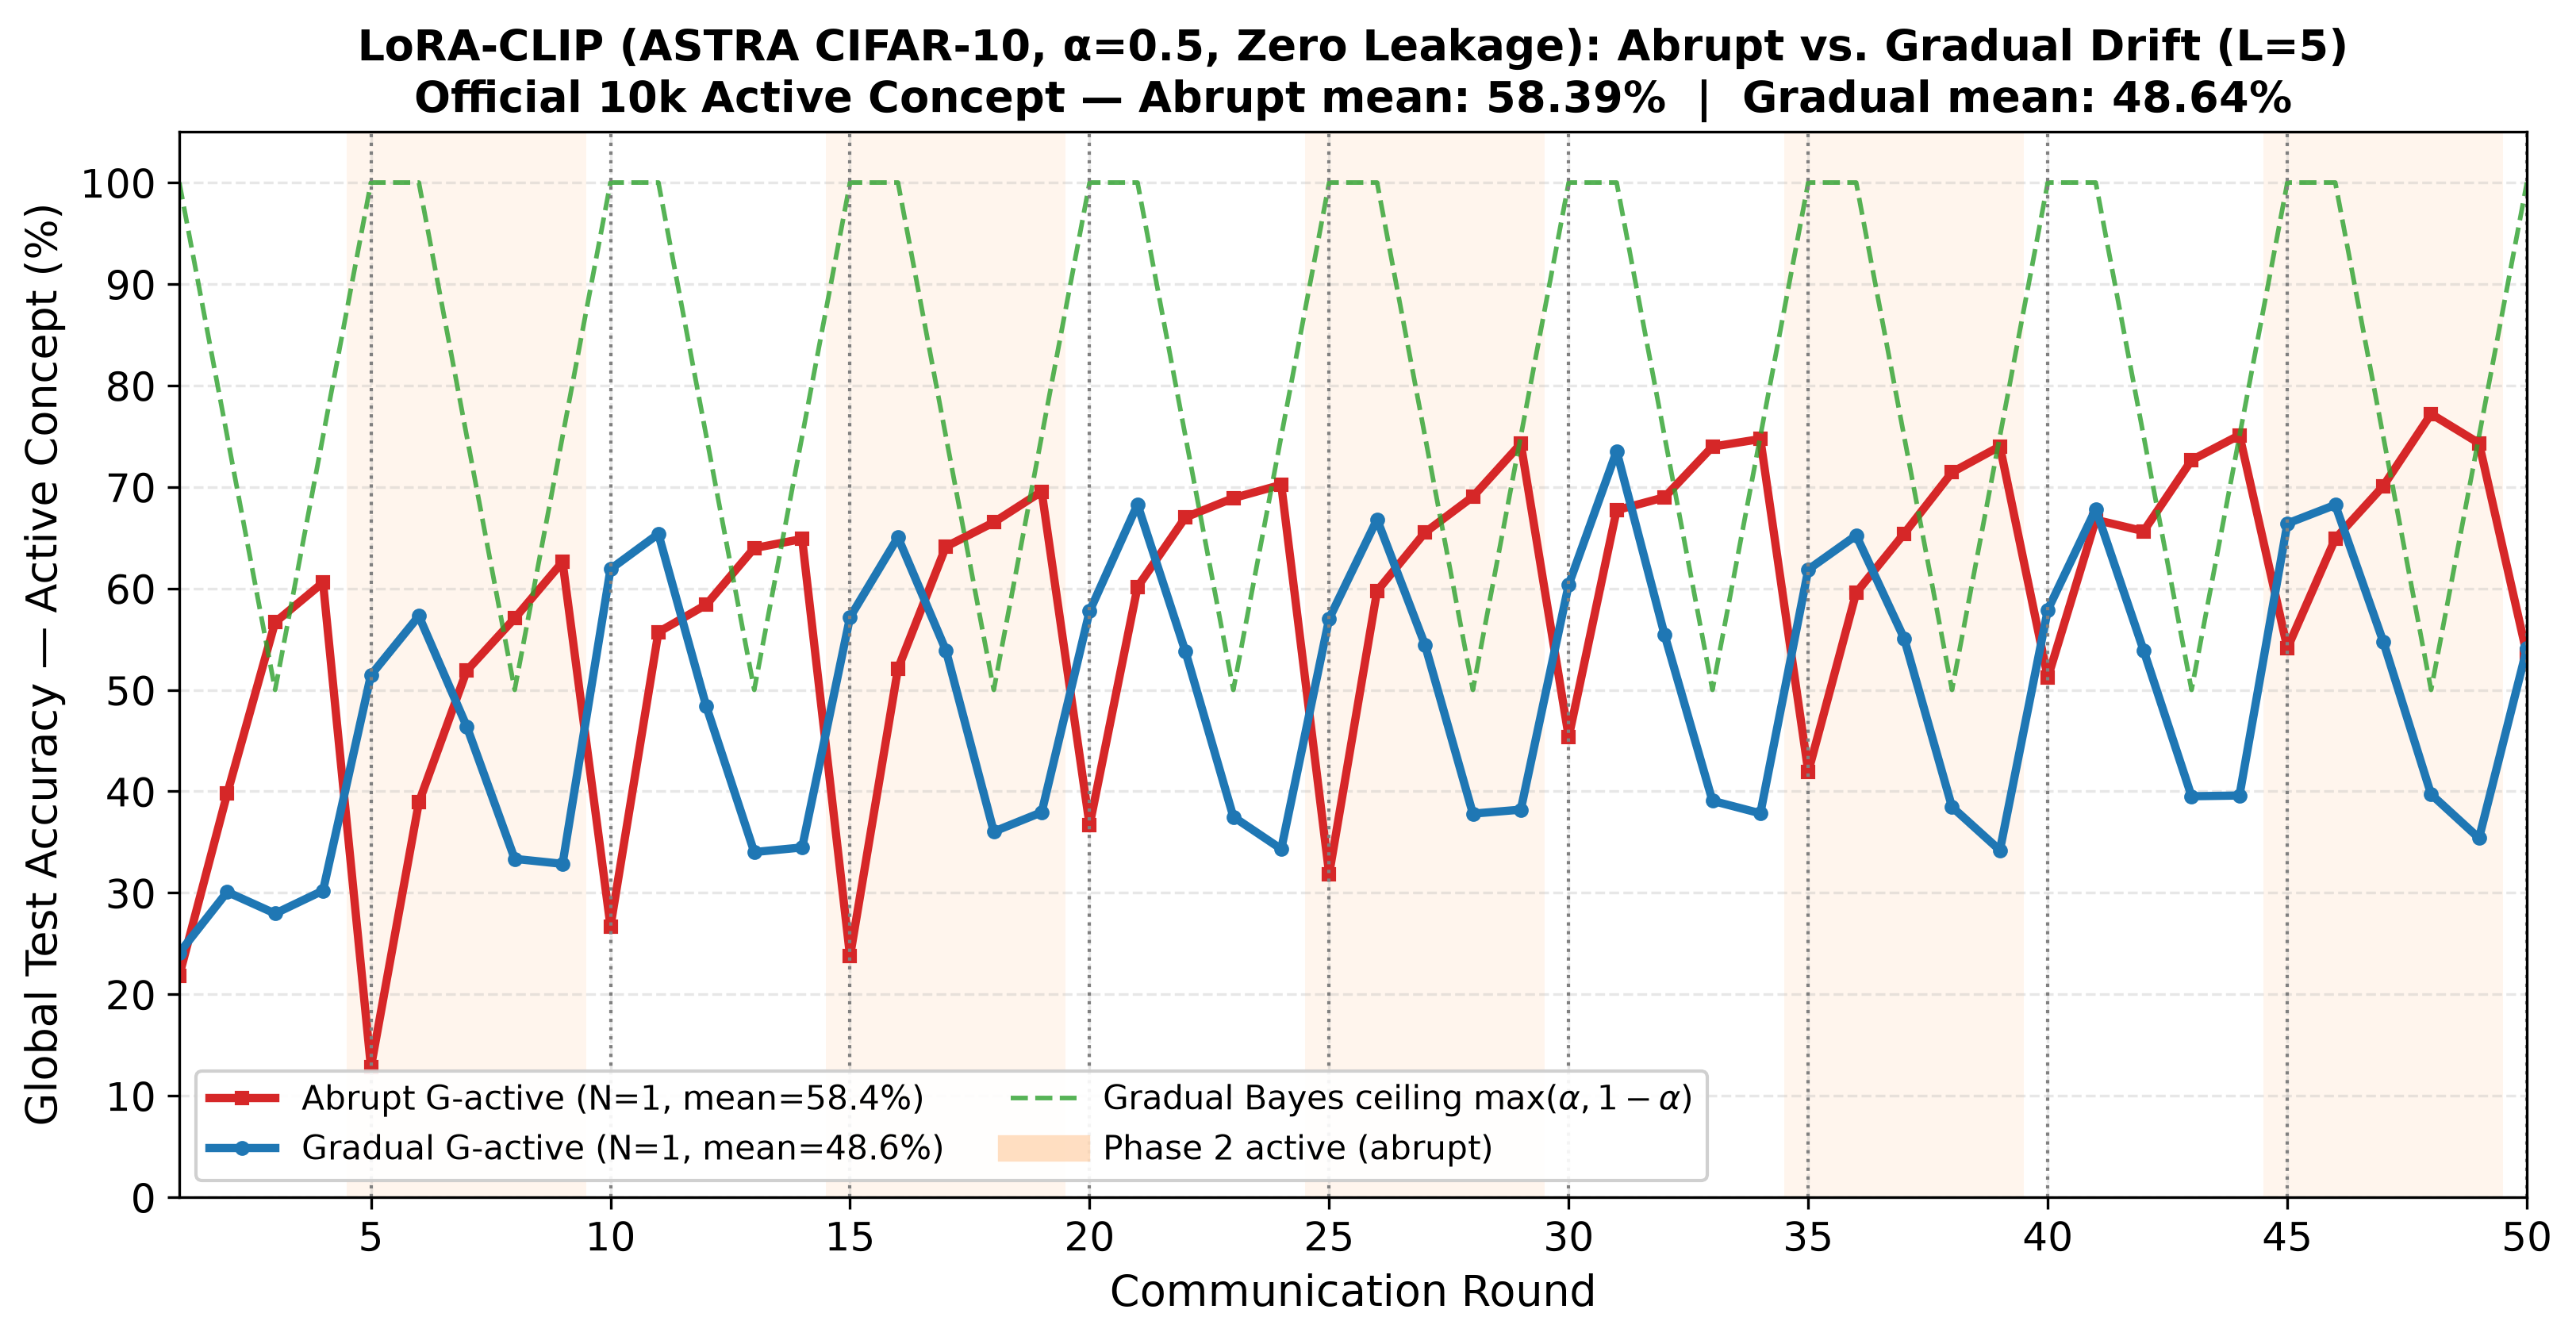 LoRA-CLIP (ASTRA CIFAR-10, α=0.5, Zero Leakage): Abrupt vs. Gradual Drift (L=5)
Official 10k Active Concept — Abrupt mean: 58.39%  |  Gradual mean: 48.64%
Global Test Accuracy — Active Concept (%)
100
90
80
70
60
50
40
30
20
10
0
Abrupt G-active (N=1, mean=58.4%)
Gradual G-active (N=1, mean=48.6%)
Gradual Bayes ceiling max(α, 1 − α)
Phase 2 active (abrupt)
5 10 15 20 25 30 35 40 45 50
Communication Round